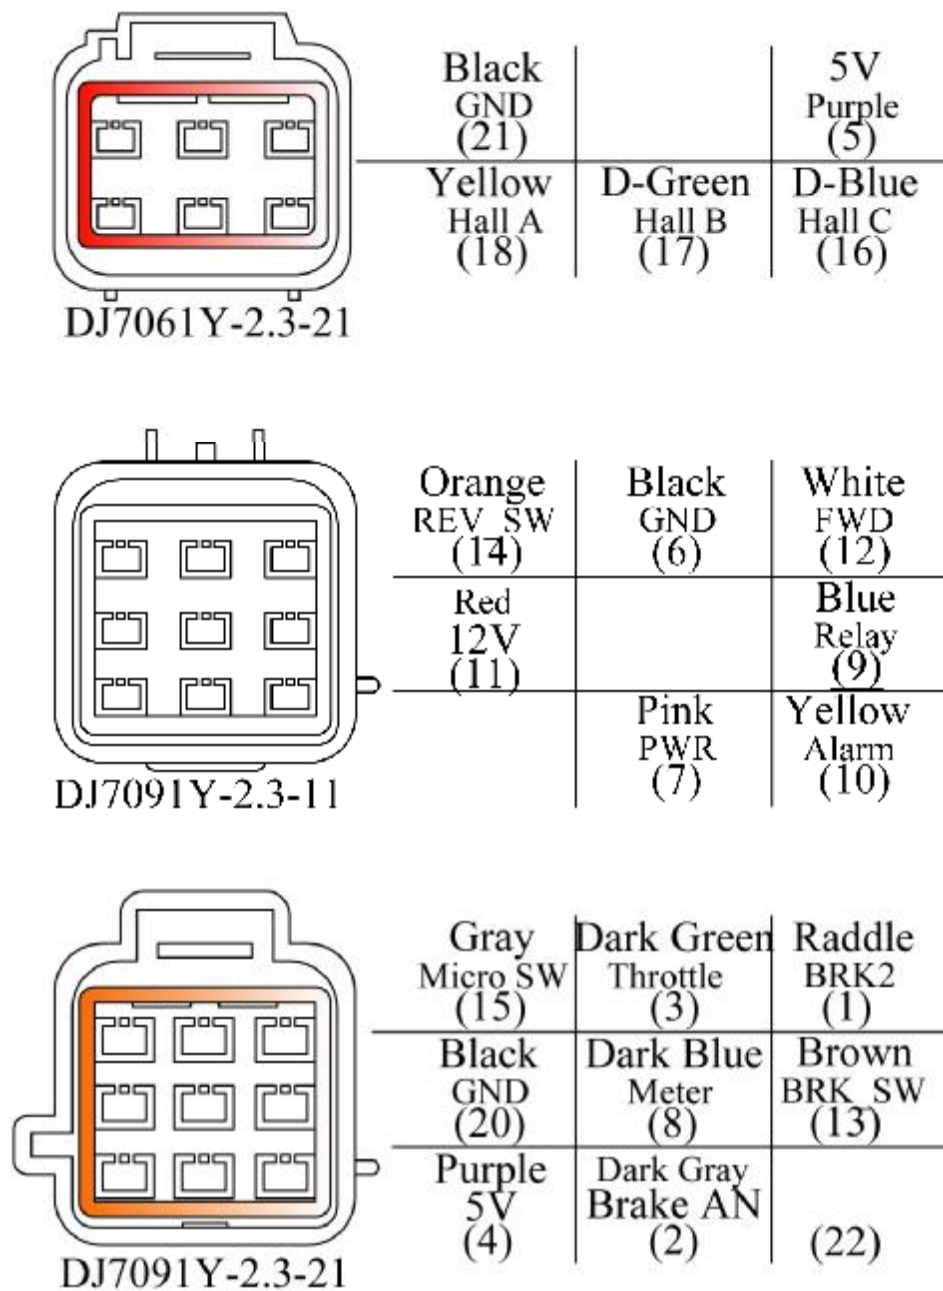 Black 5V
GND Purple
(21) (5)
Yellow D-Green D-Blue
Hall A Hall B Hall C
(18) (17) (16)
DJ7061Y-2.3-21
Orange Black White
REV_SW GND FWD
(14) (6) (12)
Red Blue
12V Relay
(11) (9)
Pink Yellow
PWR Alarm
(7) (10)
DJ7091Y-2.3-11
Gray Dark Green Raddle
Micro SW Throttle BRK2
(15) (3) (1)
Black Dark Blue Brown
GND Meter BRK_SW
(20) (8) (13)
Purple Dark Gray
5V Brake AN
(4) (2) (22)
DJ7091Y-2.3-21